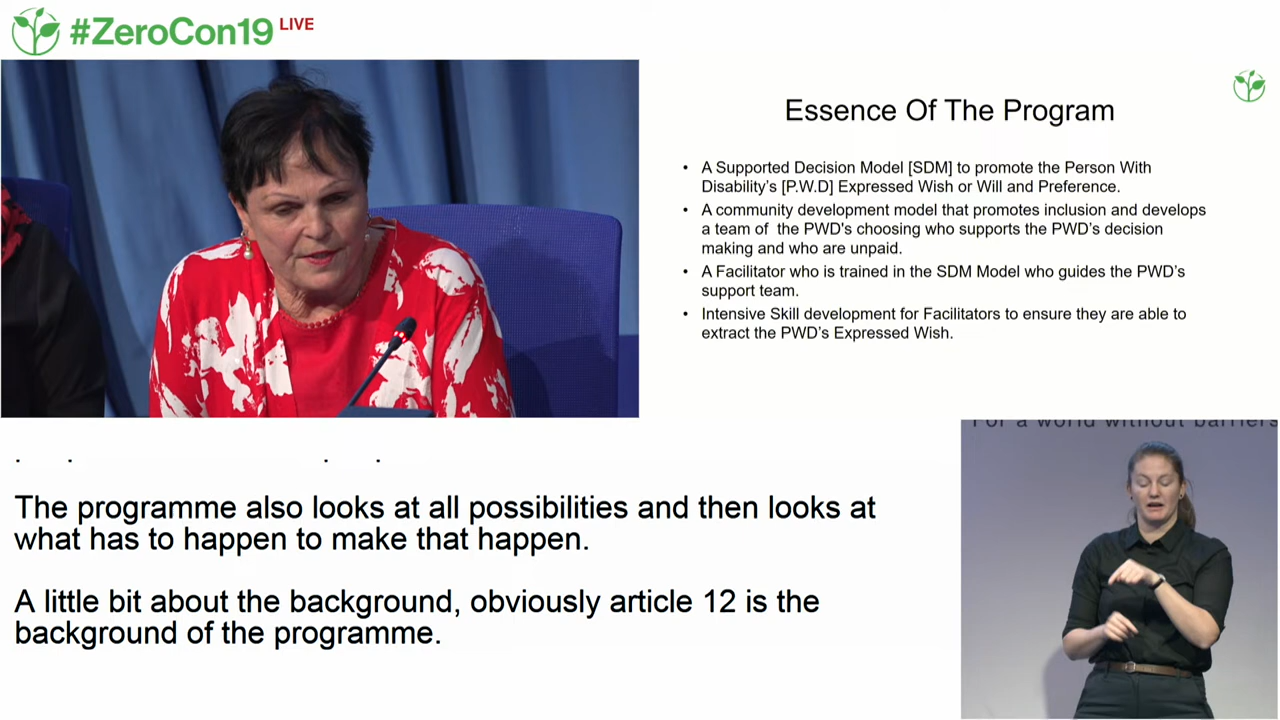 #ZeroCon19 LIVE
Essence Of The Program
• A Supported Decision Model [SDM] to promote the Person With
Disability's [P.W.D] Expressed Wish or Will and Preference.
• A community development model that promotes inclusion and develops
a team of the PWD's choosing who supports the PWD's decision
making and who are unpaid.
• A Facilitator who is trained in the SDM Model who guides the PWD's
support team.
• Intensive Skill development for Facilitators to ensure they are able to
extract the PWD's Expressed Wish.
The programme also looks at all possibilities and then looks at
what has to happen to make that happen.
A little bit about the background, obviously article 12 is the
background of the programme.
For a world without barriers